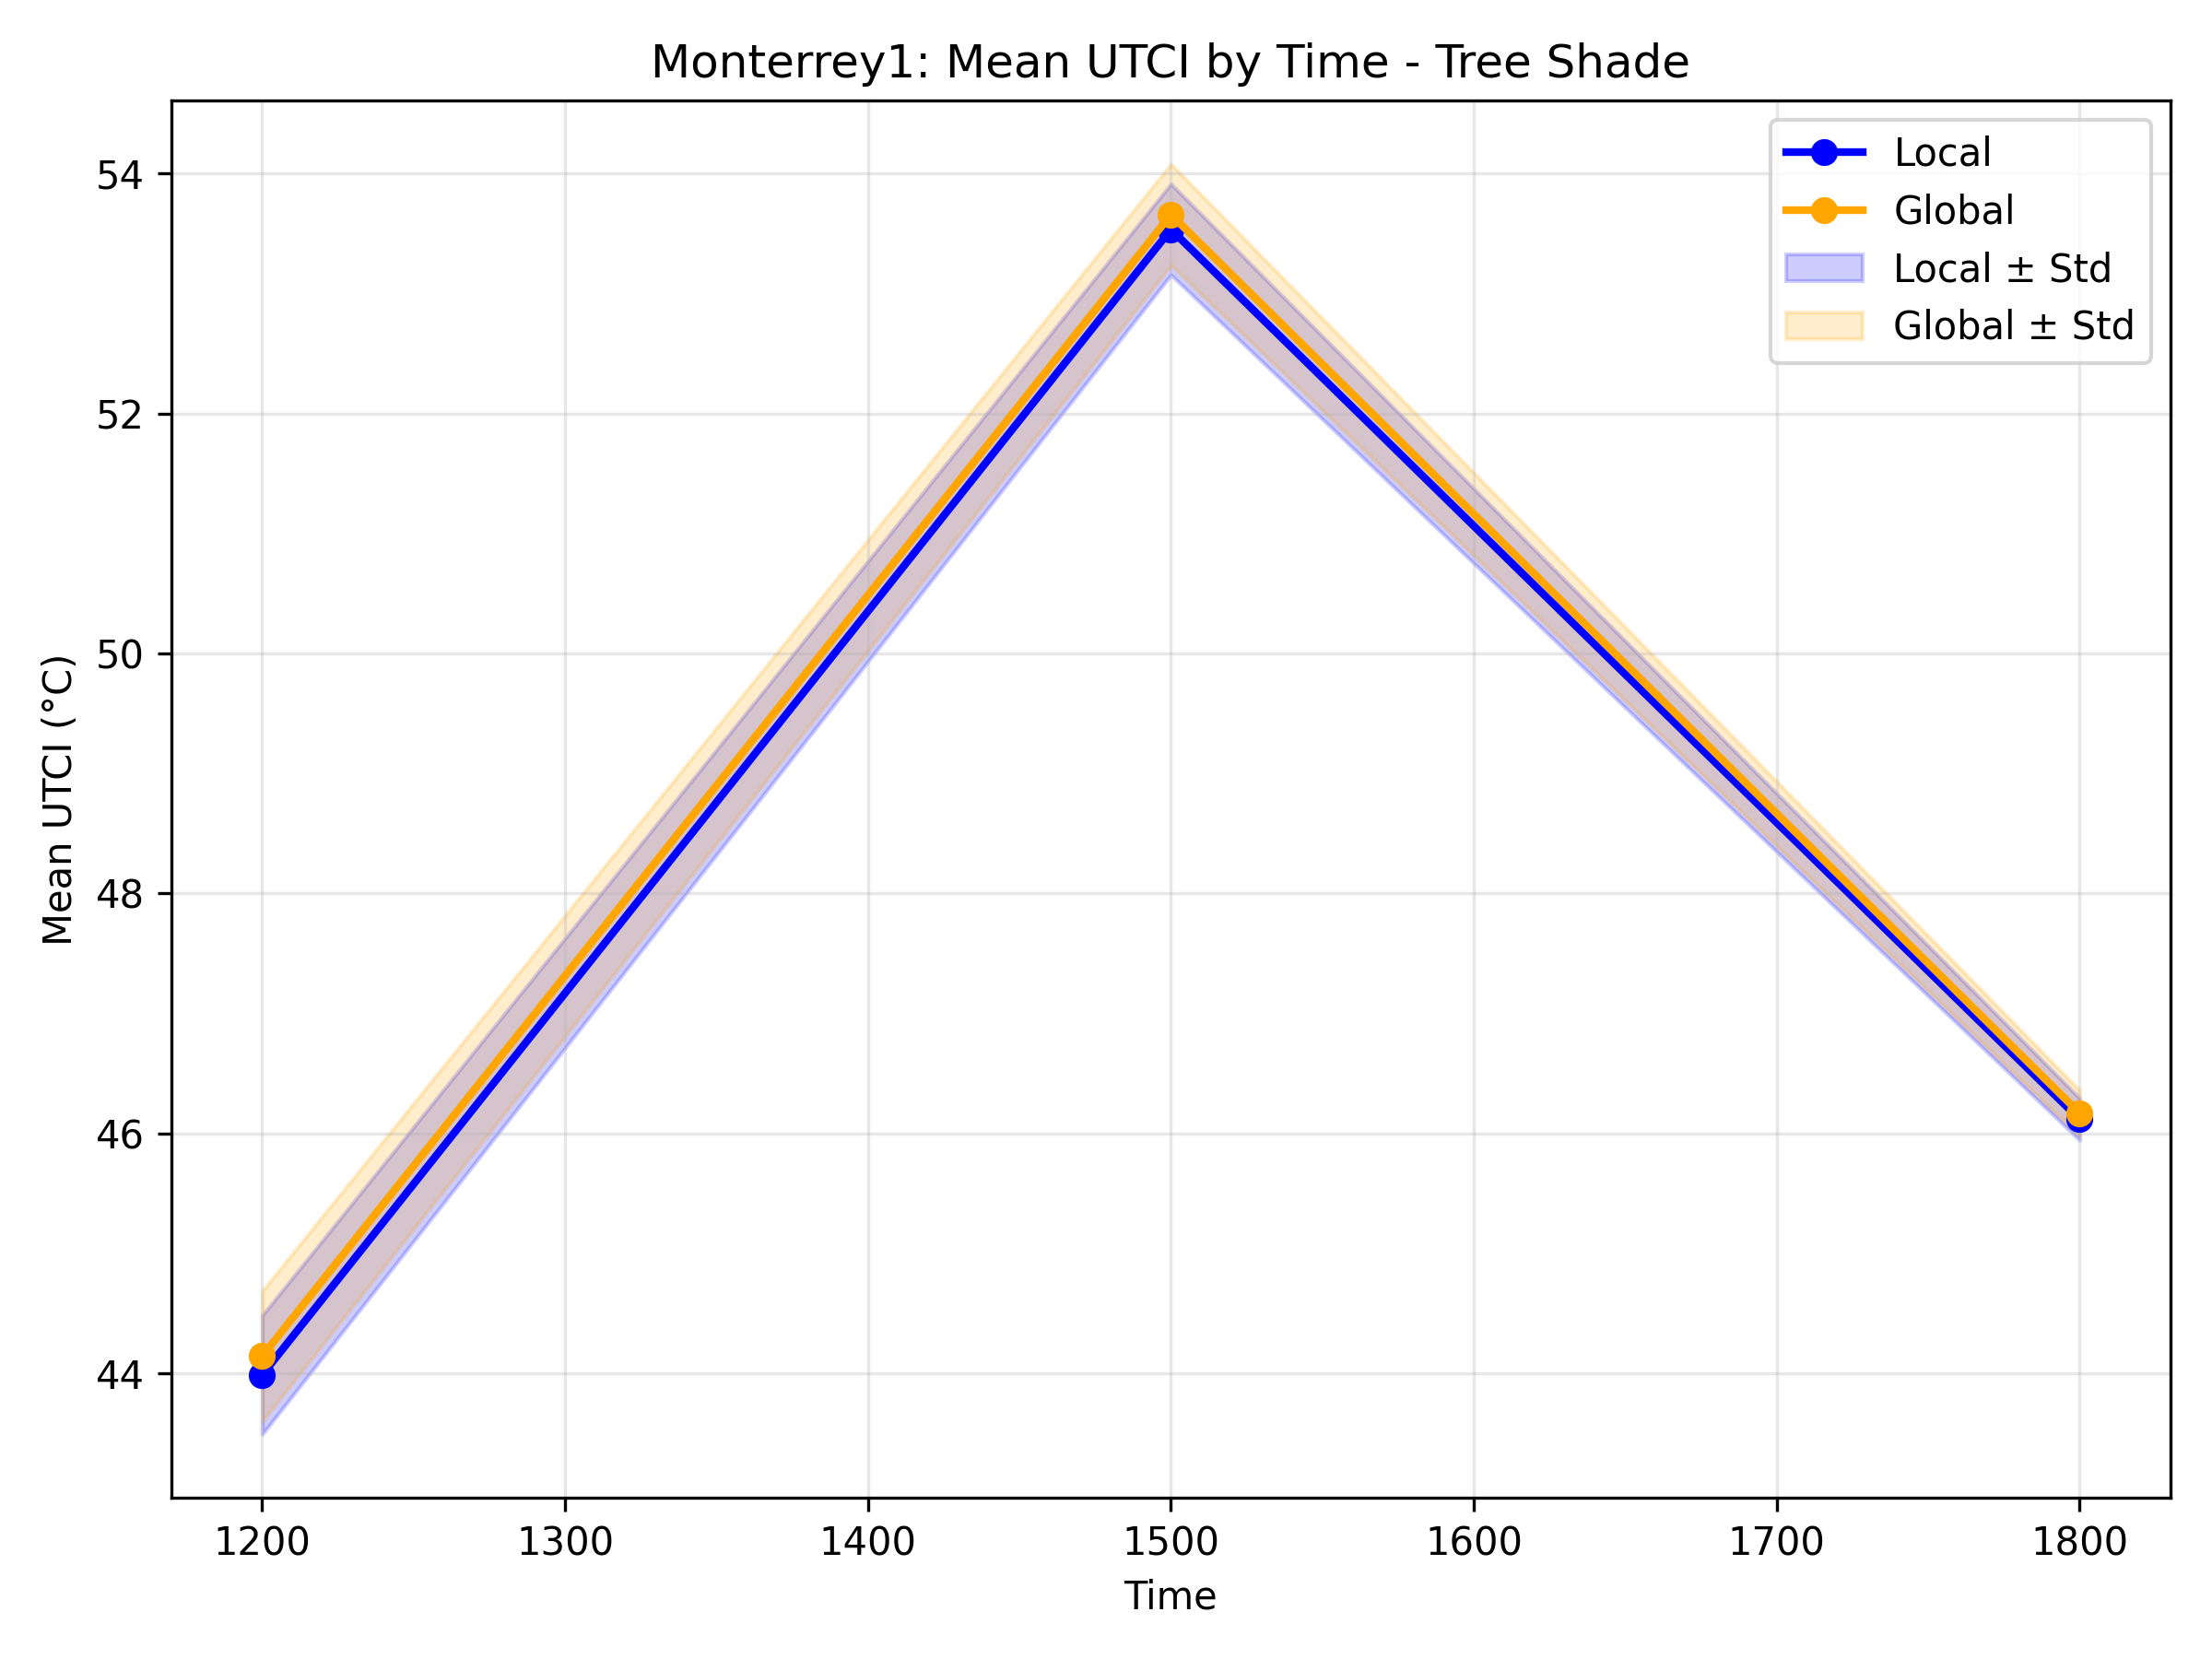 Monterrey1: Mean UTCI by Time - Tree Shade
Local
Global
Local ± Std
Global ± Std
54
52
50
48
46
44
Mean UTCI (°C)
1200 1300 1400 1500 1600 1700 1800
Time